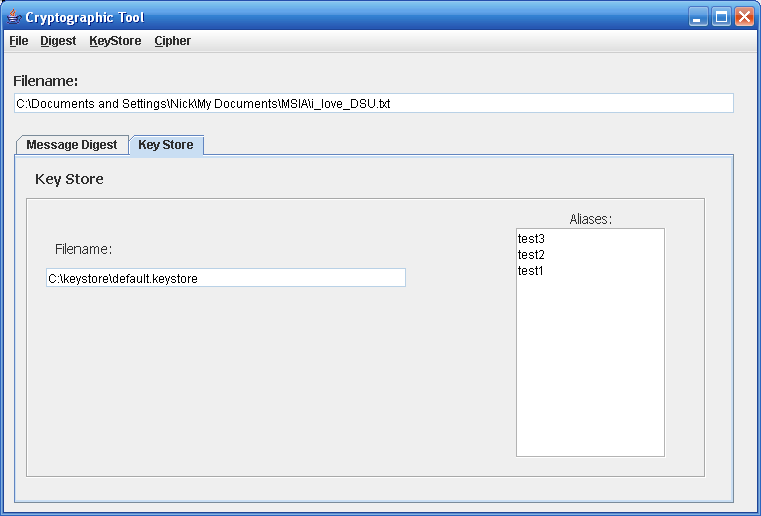 Cryptographic Tool
File Digest KeyStore Cipher
Filename:
C:\Documents and Settings\Nick\My Documents\MSIA\i_love_DSU.txt
Message Digest Key Store
Key Store
Aliases:
Filename:
C:\keystore\default.keystore
test3
test2
test1